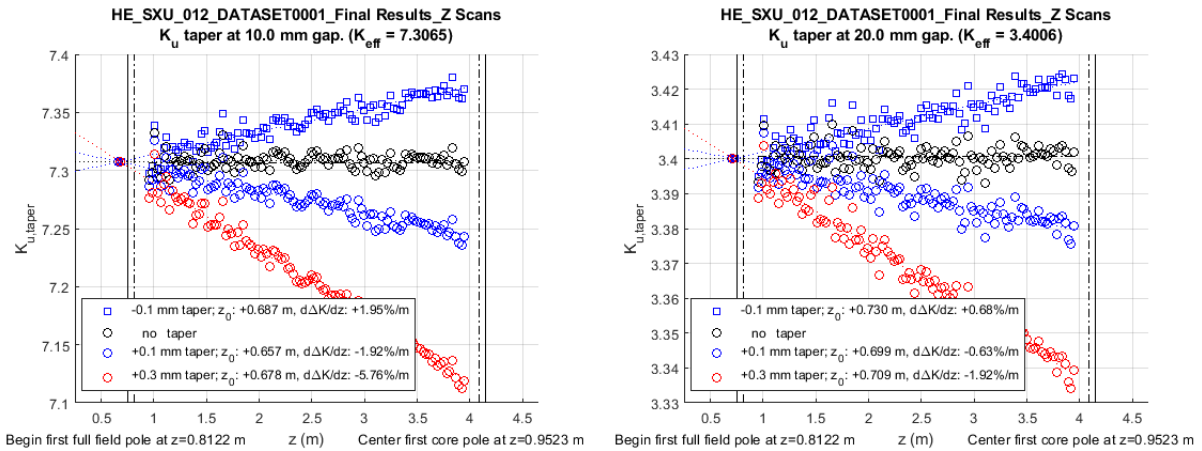 HE_SXU_012_DATASET0001_Final Results_Z Scans
K_u taper at 10.0 mm gap. (K_eff = 7.3065)
7.4
7.35
7.3
7.25
7.2
7.15
7.1
K_u,taper
-0.1 mm taper; z_0: +0.687 m, dΔK/dz: +1.95%/m
no taper
+0.1 mm taper; z_0: +0.657 m, dΔK/dz: -1.92%/m
+0.3 mm taper; z_0: +0.678 m, dΔK/dz: -5.76%/m
0.5 1 1.5 2 2.5 3 3.5 4 4.5
z (m)
Begin first full field pole at z=0.8122 m
Center first core pole at z=0.9523 m
HE_SXU_012_DATASET0001_Final Results_Z Scans
K_u taper at 20.0 mm gap. (K_eff = 3.4006)
3.43
3.42
3.41
3.4
3.39
3.38
3.37
3.36
3.35
3.34
3.33
K_u,taper
-0.1 mm taper; z_0: +0.730 m, dΔK/dz: +0.68%/m
no taper
+0.1 mm taper; z_0: +0.699 m, dΔK/dz: -0.63%/m
+0.3 mm taper; z_0: +0.709 m, dΔK/dz: -1.92%/m
0.5 1 1.5 2 2.5 3 3.5 4 4.5
z (m)
Begin first full field pole at z=0.8122 m
Center first core pole at z=0.9523 m